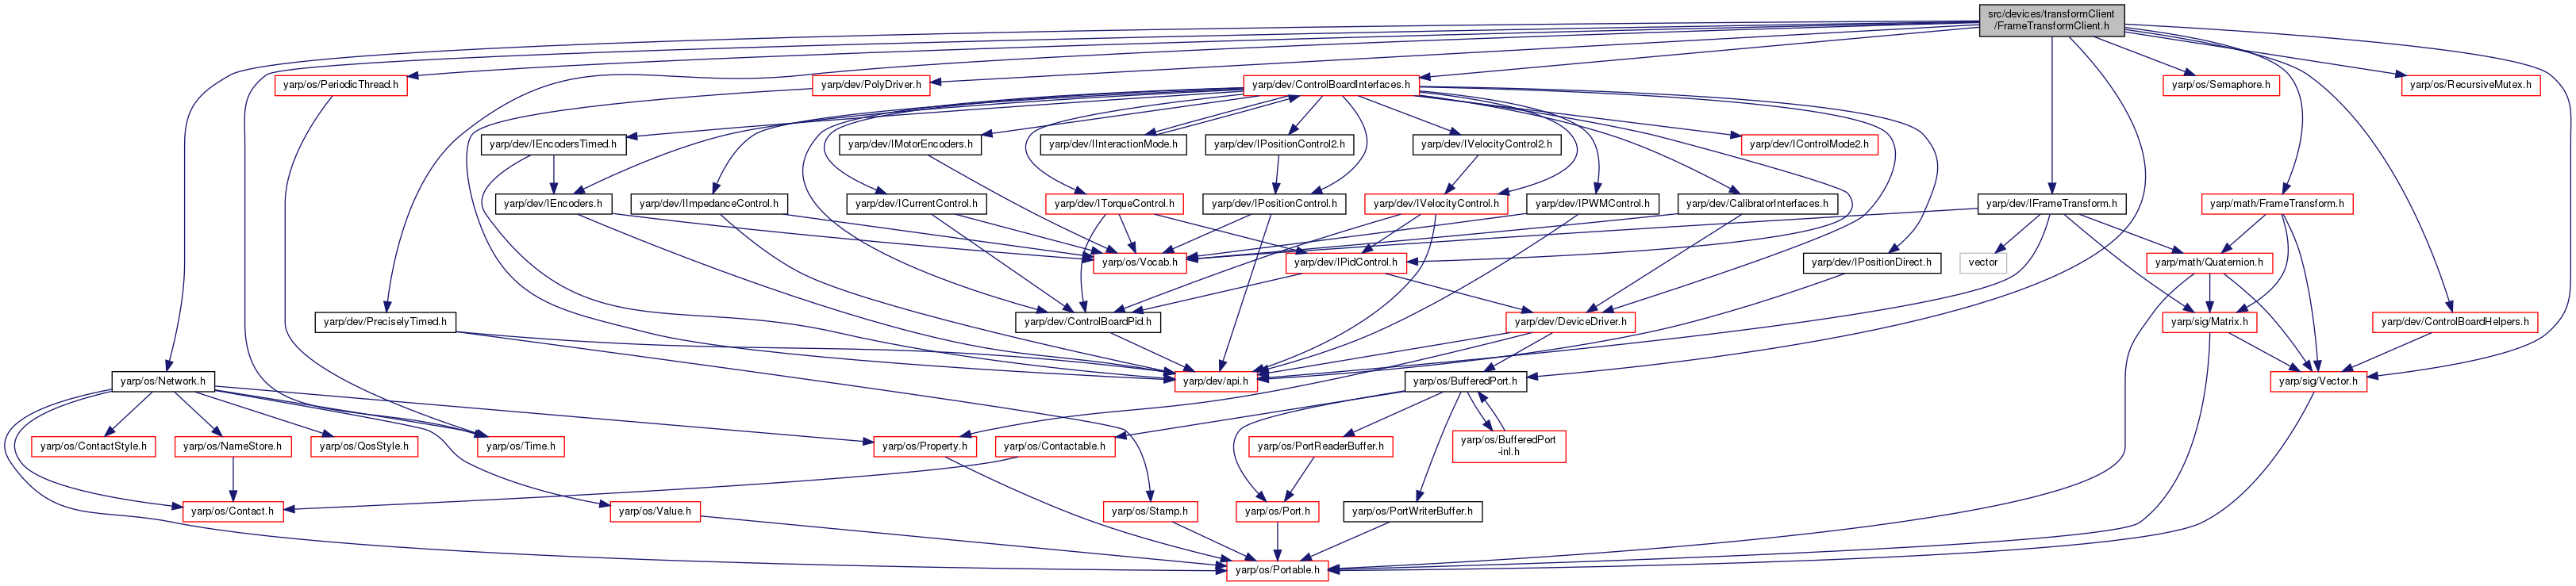 src/devices/transformClient
/FrameTransformClient.h
yarp/os/PeriodicThread.h
yarp/dev/PolyDriver.h
yarp/dev/ControlBoardInterfaces.h
yarp/os/Semaphore.h
yarp/os/RecursiveMutex.h
yarp/dev/IEncodersTimed.h
yarp/dev/IMotorEncoders.h
yarp/dev/IInteractionMode.h
yarp/dev/IPositionControl2.h
yarp/dev/IVelocityControl2.h
yarp/dev/IControlMode2.h
yarp/dev/IEncoders.h
yarp/dev/IImpedanceControl.h
yarp/dev/ICurrentControl.h
yarp/dev/ITorqueControl.h
yarp/dev/IPositionControl.h
yarp/dev/IVelocityControl.h
yarp/dev/IPWMControl.h
yarp/dev/CalibratorInterfaces.h
yarp/dev/IFrameTransform.h
yarp/math/FrameTransform.h
yarp/os/Vocab.h
yarp/dev/IPidControl.h
yarp/dev/IPositionDirect.h
vector
yarp/math/Quaternion.h
yarp/dev/PreciselyTimed.h
yarp/dev/ControlBoardPid.h
yarp/dev/DeviceDriver.h
yarp/sig/Matrix.h
yarp/dev/ControlBoardHelpers.h
yarp/os/Network.h
yarp/dev/api.h
yarp/os/BufferedPort.h
yarp/sig/Vector.h
yarp/os/ContactStyle.h
yarp/os/NameStore.h
yarp/os/QosStyle.h
yarp/os/Time.h
yarp/os/Property.h
yarp/os/Contactable.h
yarp/os/PortReaderBuffer.h
yarp/os/BufferedPort
-inl.h
yarp/os/Contact.h
yarp/os/Value.h
yarp/os/Stamp.h
yarp/os/Port.h
yarp/os/PortWriterBuffer.h
yarp/os/Portable.h